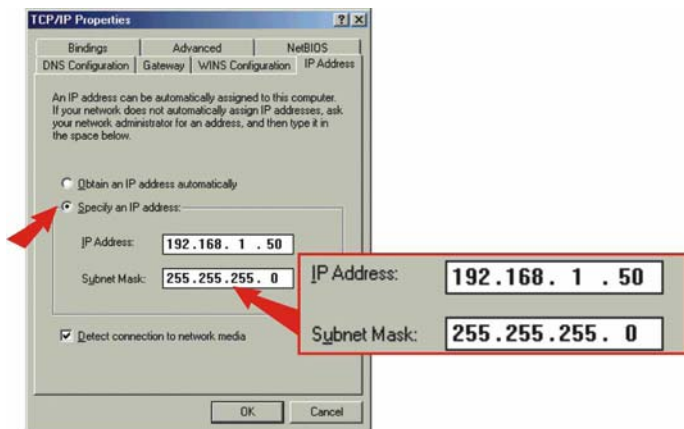 TCP/IP Properties
Bindings Advanced NetBIOS
DNS Configuration Gateway WINS Configuration IP Address
An IP address can be automatically assigned to this computer.
If your network does not automatically assign IP addresses, ask
your network administrator for an address, and then type it in
the space below.
Obtain an IP address automatically
Specify an IP address:
IP Address: 192.168. 1 .50
Subnet Mask: 255.255.255. 0
Detect connection to network media
OK Cancel
IP Address: 192.168. 1 .50
Subnet Mask: 255.255.255. 0